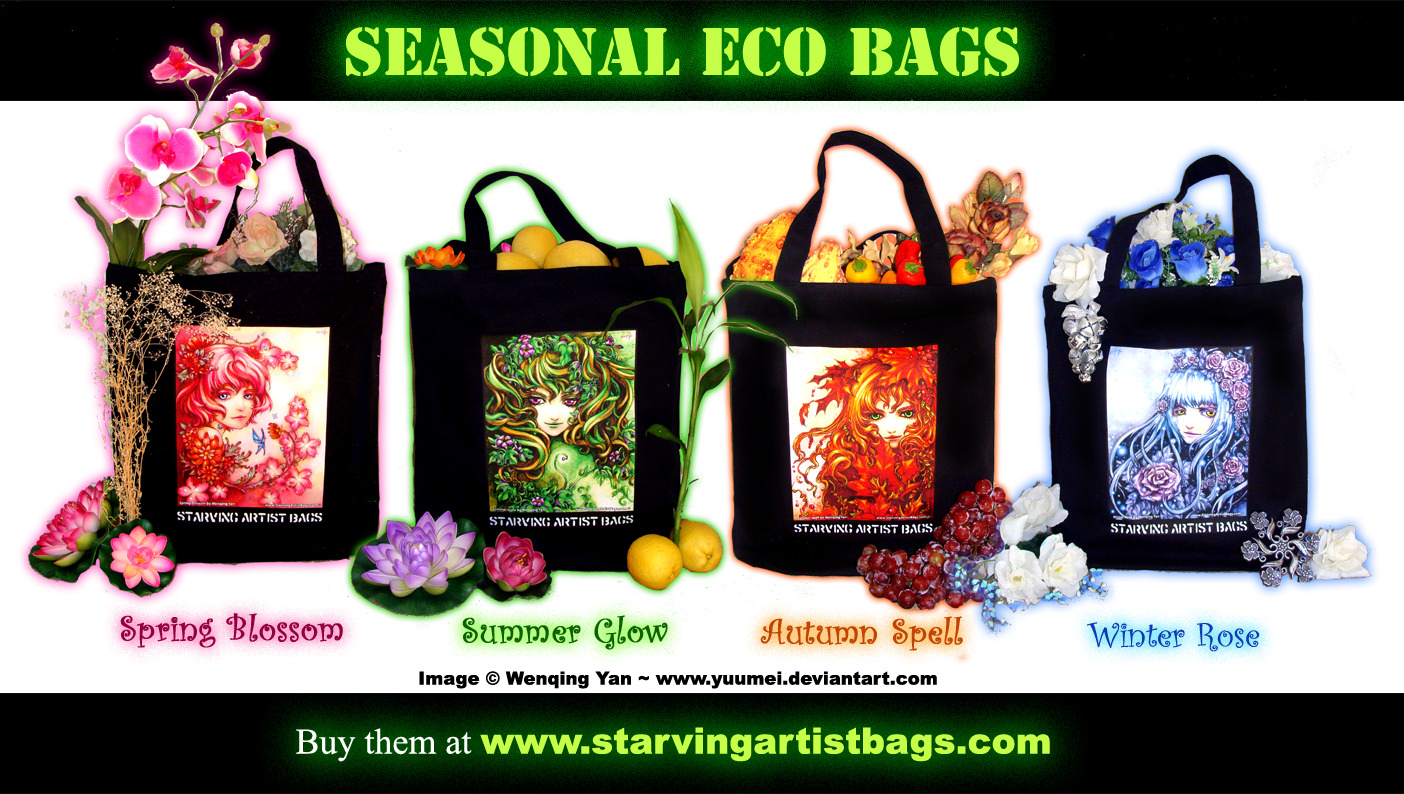 SEASONAL ECO BAGS
STARVING ARTIST BAGS
STARVING ARTIST BAGS
STARVING ARTIST BAGS
STARVING ARTIST BAGS
Spring Blossom
Summer Glow
Autumn Spell
Winter Rose
Image © Wenqing Yan ~ www.yuumei.deviantart.com
Buy them at www.starvingartistbags.com